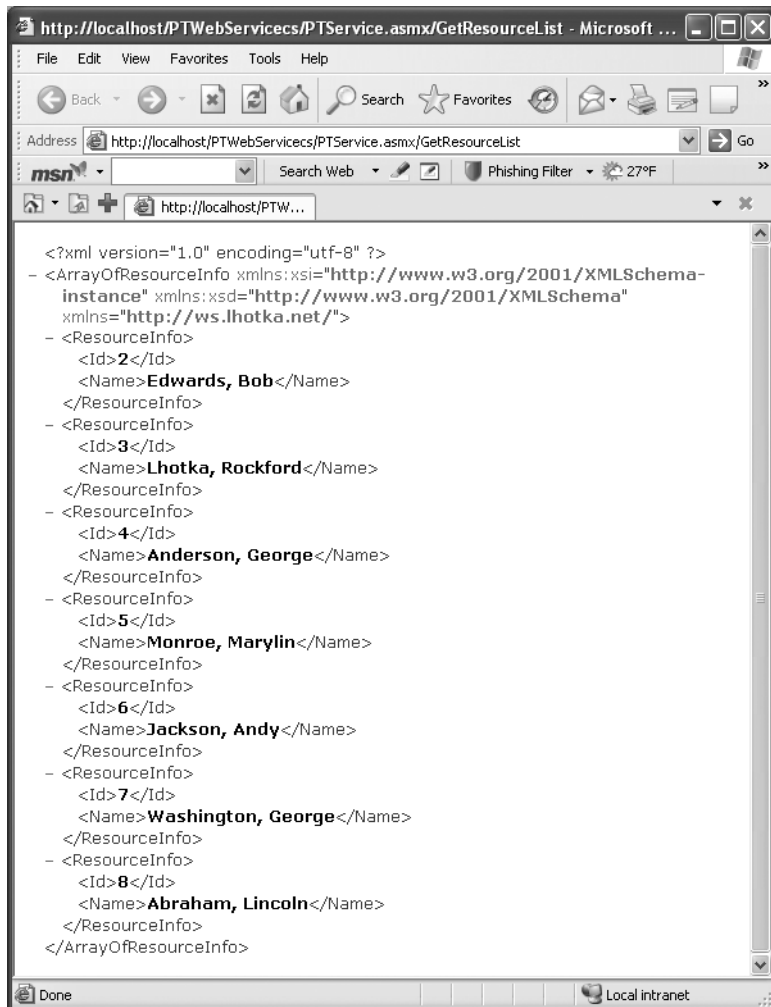 http://localhost/PTWebServicecs/PTService.asmx/GetResourceList - Microsoft ...
File Edit View Favorites Tools Help
Back Search Favorites »
Address http://localhost/PTWebServicecs/PTService.asmx/GetResourceList Go
msn Search Web Phishing Filter 27°F »
http://localhost/PTW...
<?xml version="1.0" encoding="utf-8" ?>
- <ArrayOfResourceInfo xmlns:xsi="http://www.w3.org/2001/XMLSchema-
instance" xmlns:xsd="http://www.w3.org/2001/XMLSchema"
xmlns="http://ws.lhotka.net/">
- <ResourceInfo>
<Id>2</Id>
<Name>Edwards, Bob</Name>
</ResourceInfo>
- <ResourceInfo>
<Id>3</Id>
<Name>Lhotka, Rockford</Name>
</ResourceInfo>
- <ResourceInfo>
<Id>4</Id>
<Name>Anderson, George</Name>
</ResourceInfo>
- <ResourceInfo>
<Id>5</Id>
<Name>Monroe, Marylin</Name>
</ResourceInfo>
- <ResourceInfo>
<Id>6</Id>
<Name>Jackson, Andy</Name>
</ResourceInfo>
- <ResourceInfo>
<Id>7</Id>
<Name>Washington, George</Name>
</ResourceInfo>
- <ResourceInfo>
<Id>8</Id>
<Name>Abraham, Lincoln</Name>
</ResourceInfo>
</ArrayOfResourceInfo>
Done Local intranet